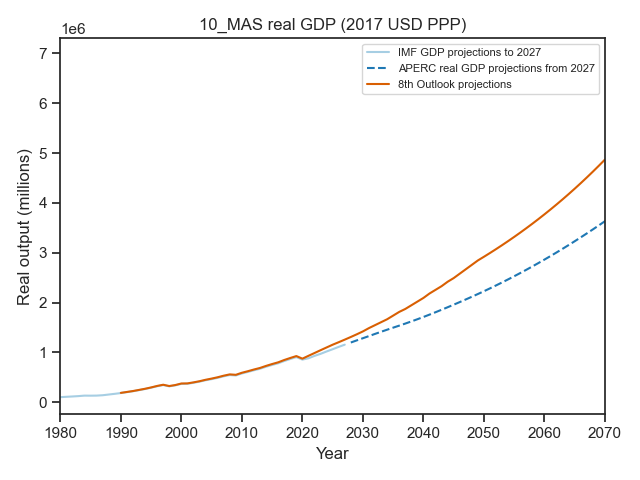 10_MAS real GDP (2017 USD PPP)
1e6
IMF GDP projections to 2027
APERC real GDP projections from 2027
8th Outlook projections
Real output (millions)
7
6
5
4
3
2
1
0
1980 1990 2000 2010 2020 2030 2040 2050 2060 2070
Year